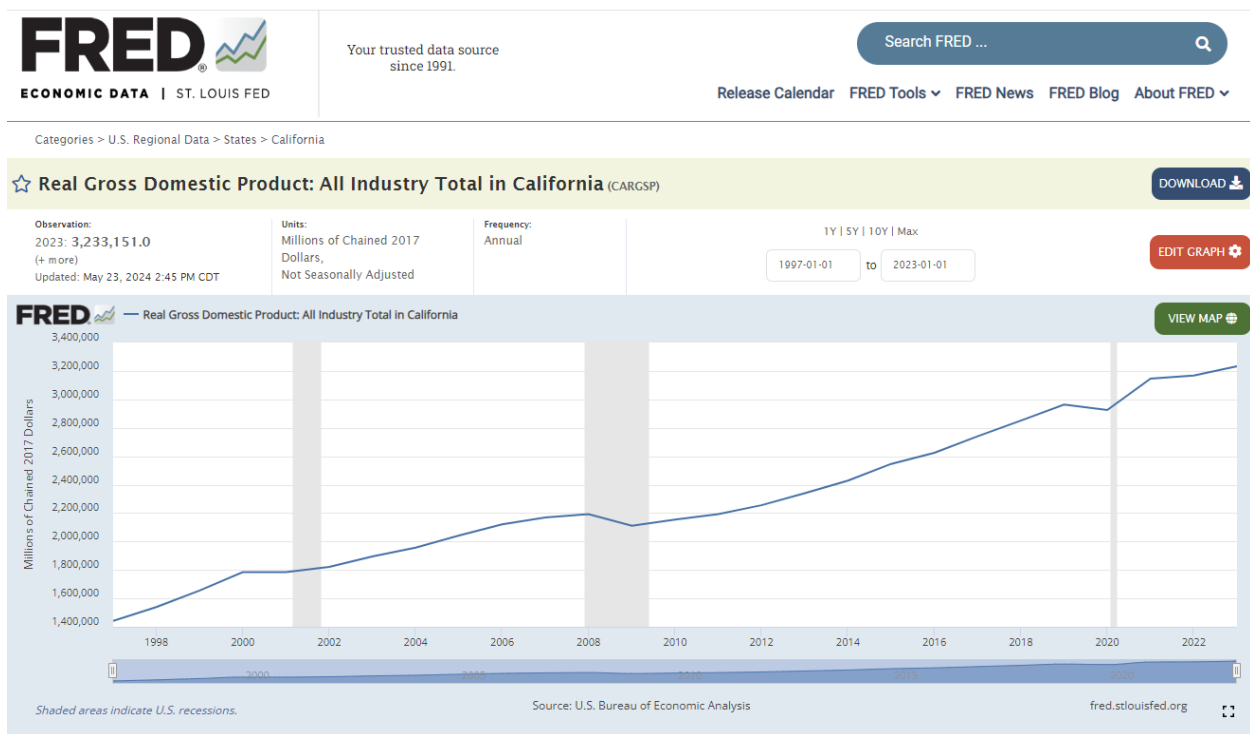 FRED®
ECONOMIC DATA | ST. LOUIS FED
Your trusted data source
since 1991.
Search FRED ...
Release Calendar FRED Tools FRED News FRED Blog About FRED
Categories > U.S. Regional Data > States > California
Real Gross Domestic Product: All Industry Total in California (CARGSP)
DOWNLOAD
Observation:
2023: 3,233,151.0
(+ more)
Updated: May 23, 2024 2:45 PM CDT
Units:
Millions of Chained 2017
Dollars,
Not Seasonally Adjusted
Frequency:
Annual
1Y | 5Y | 10Y | Max
1997-01-01 to 2023-01-01
EDIT GRAPH
FRED — Real Gross Domestic Product: All Industry Total in California
VIEW MAP
Millions of Chained 2017 Dollars
3,400,000
3,200,000
3,000,000
2,800,000
2,600,000
2,400,000
2,200,000
2,000,000
1,800,000
1,600,000
1,400,000
1998 2000 2002 2004 2006 2008 2010 2012 2014 2016 2018 2020 2022
2000 2005 2010 2015 2020
Shaded areas indicate U.S. recessions.
Source: U.S. Bureau of Economic Analysis
fred.stlouisfed.org